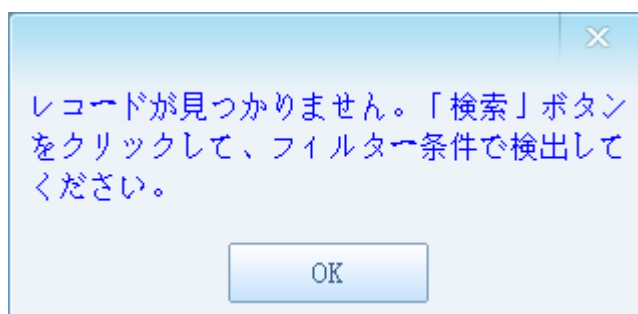 レコードが見つかりません。「検索」ボタン
をクリックして、フィルター条件で検出して
ください。
OK